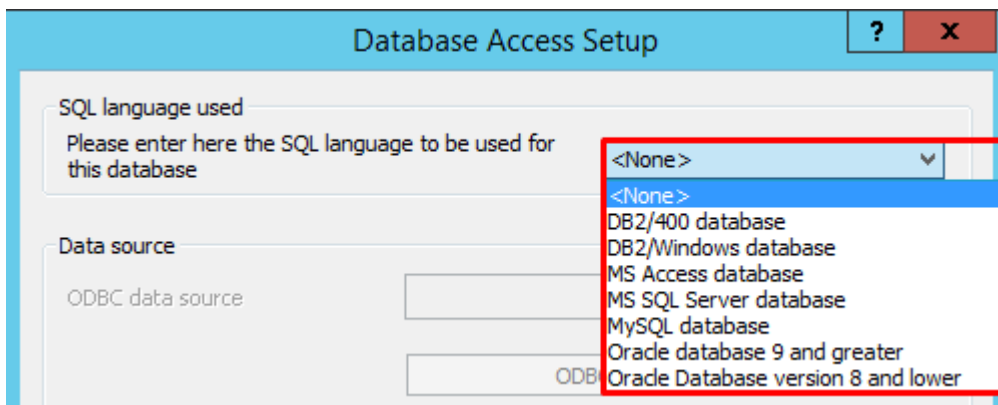 Database Access Setup
?
x
SQL language used
Please enter here the SQL language to be used for
this database
<None>
<None>
DB2/400 database
DB2/Windows database
MS Access database
MS SQL Server database
MySQL database
Oracle database 9 and greater
Oracle Database version 8 and lower
Data source
ODBC data source